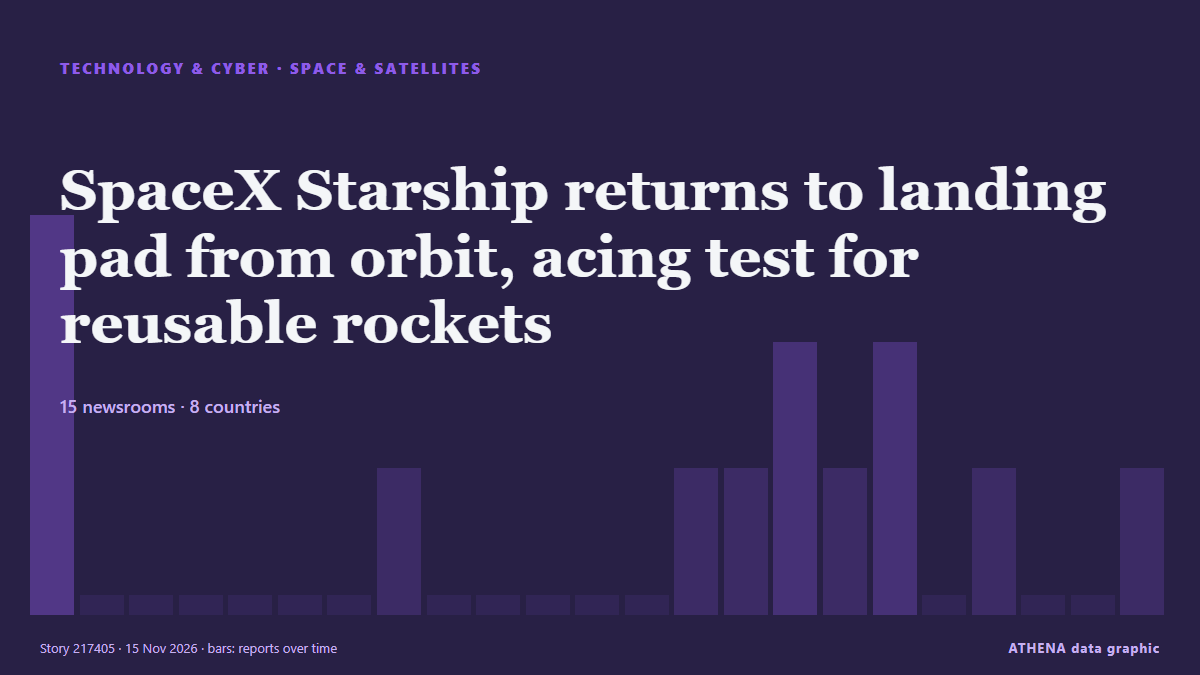 TECHNOLOGY & CYBER · SPACE & SATELLITES
SpaceX Starship returns to landing
pad from orbit, acing test for
reusable rockets
15 newsrooms · 8 countries
Story 217405 · 15 Nov 2026 · bars: reports over time
ATHENA data graphic